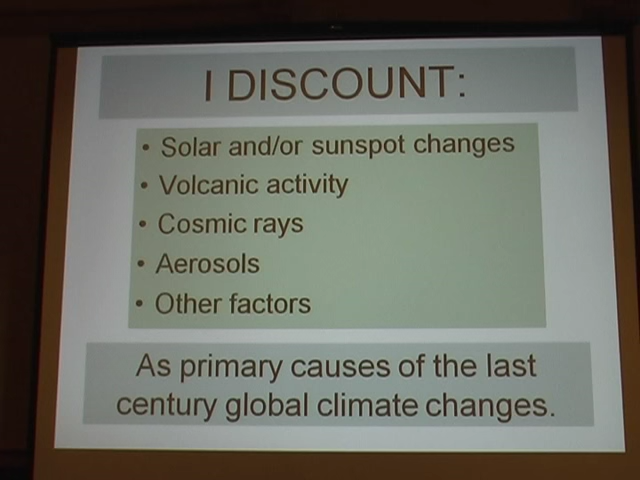 I DISCOUNT:
• Solar and/or sunspot changes
• Volcanic activity
• Cosmic rays
• Aerosols
• Other factors
As primary causes of the last
century global climate changes.